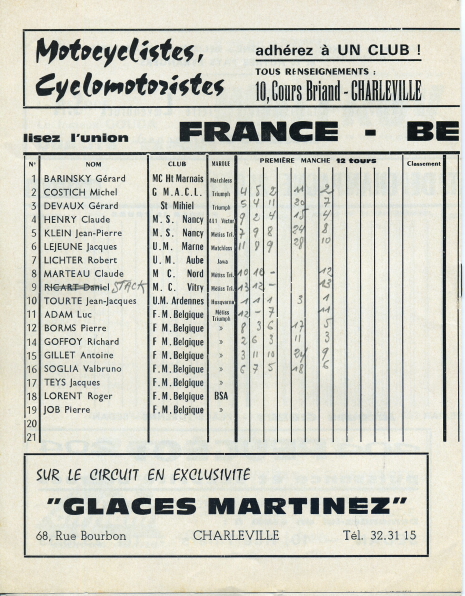 Motocyclistes,
Cyclomotoristes
adhérez à UN CLUB !
TOUS RENSEIGNEMENTS :
10, Cours Briand - CHARLEVILLE
lisez l'union FRANCE - BE
N° NOM CLUB MARQUE PREMIÈRE MANCHE 12 tours Classement
1 BARINSKY Gérard MC Ht Marnais Matchless
2 COSTICH Michel G M.A.C.L. Triumph 4 5 2 11 2
3 DEVAUX Gérard St Mihiel Triumph 5 4 11 20 7
4 HENRY Claude M. S. Nancy 9 2 4 15 4
5 KLEIN Jean-Pierre M. S. Nancy Métiss Tri. 7 9 8 24 8
6 LEJEUNE Jacques U. M. Marne Matchless 11 8 9 28 10
7 LICHTER Robert U. M. Aube Jawa
8 MARTEAU Claude M C. Nord Métiss Tri. 10 10 - 12
9 RICART Daniel STACK M C. Vitry Métiss Tri. 13 12 - 13
10 TOURTE Jean-Jacques U.M. Ardennes Husqvarna 1 1 1 3 1
11 ADAM Luc F.M.Belgique Métiss Triumph 12 - 7 11
12 BORMS Pierre F M.Belgique » 8 3 6 17 5
14 GOFFOY Richard F M.Belgique » 2 6 3 11 3
15 GILLET Antoine F M.Belgique » 3 11 10 24 9
16 SOGLIA Valbruno F. M.Belgique » 6 7 5 18 6
17 TEYS Jacques F M.Belgique »
18 LORENT Roger F M.Belgique BSA
19 JOB Pierre F. M.Belgique »
20
21
SUR LE CIRCUIT EN EXCLUSIVITE
"GLACES MARTINEZ"
68, Rue Bourbon CHARLEVILLE Tél. 32.31 15